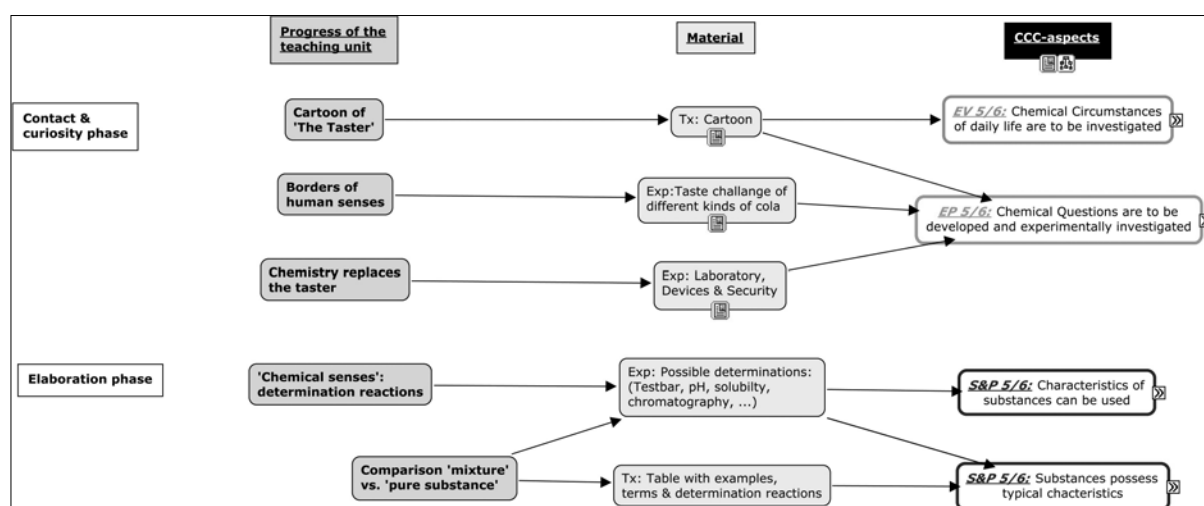 Progress of the
teaching unit
Material
CCC-aspects
Contact &
curiosity phase
Cartoon of
'The Taster'
Tx: Cartoon
EV 5/6: Chemical Circumstances
of daily life are to be investigated
Borders of
human senses
Exp:Taste challange of
different kinds of cola
EP 5/6: Chemical Questions are to be
developed and experimentally investigated
Chemistry replaces
the taster
Exp: Laboratory,
Devices & Security
Elaboration phase
'Chemical senses':
determination reactions
Exp: Possible determinations:
(Testbar, pH, solubilty,
chromatography, ...)
S&P 5/6: Characteristics of
substances can be used
Comparison 'mixture'
vs. 'pure substance'
Tx: Table with examples,
terms & determination reactions
S&P 5/6: Substances possess
typical chacteristics